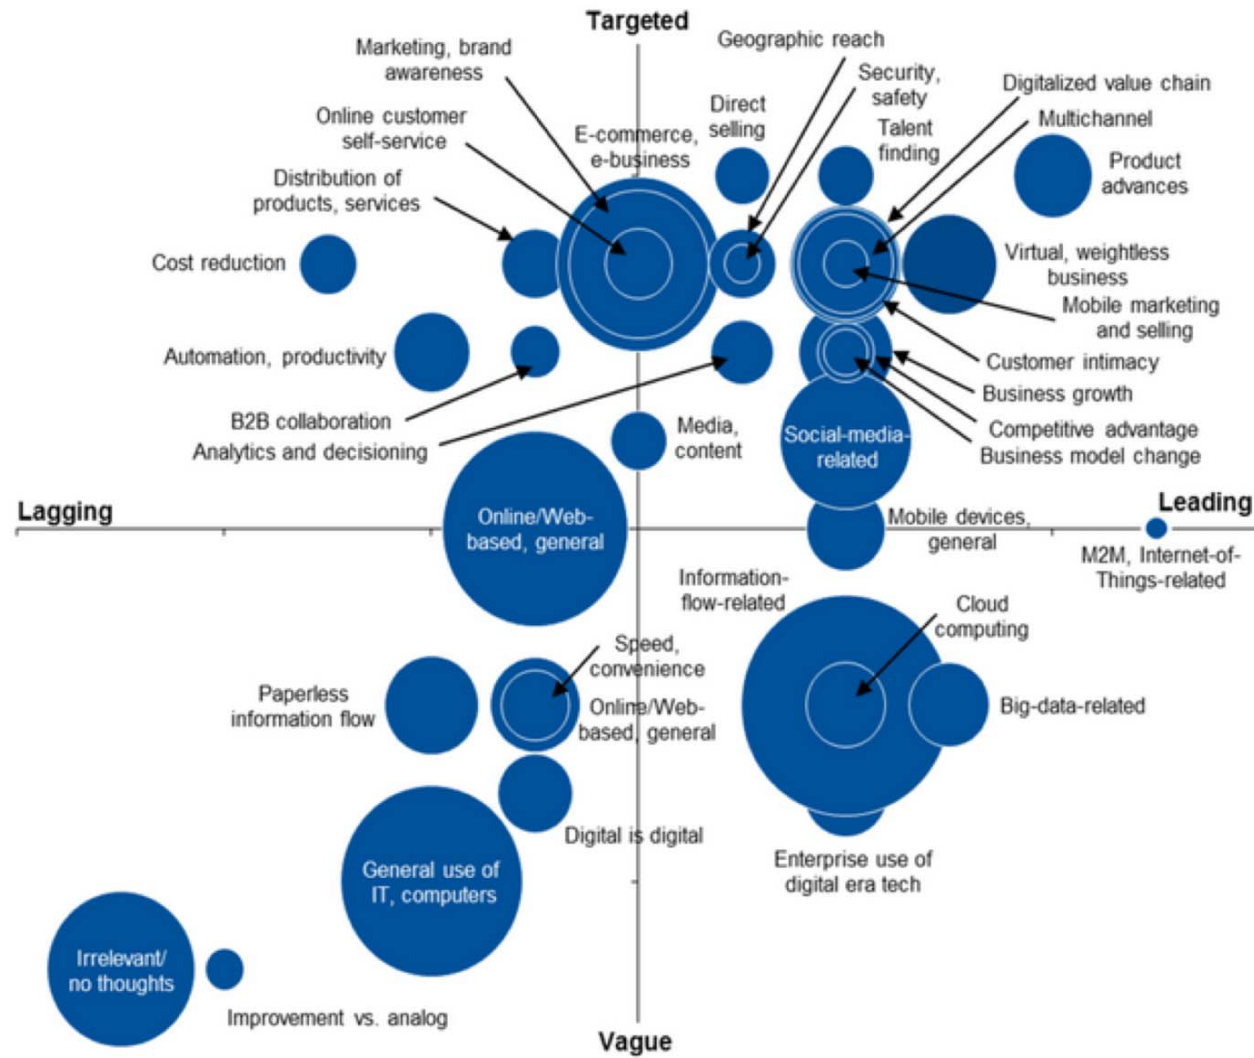 Targeted
Marketing, brand
awareness
Geographic reach
Security,
safety
Digitalized value chain
Online customer
self-service
E-commerce,
e-business
Direct
selling
Talent
finding
Multichannel
Product
advances
Distribution of
products, services
Cost reduction
Virtual, weightless
business
Mobile marketing
and selling
Automation, productivity
Customer intimacy
Business growth
B2B collaboration
Analytics and decisioning
Media,
content
Social-media-
related
Competitive advantage
Business model change
Lagging
Leading
Online/Web-
based, general
Mobile devices,
general
M2M, Internet-of-
Things-related
Information-
flow-related
Cloud
computing
Speed,
convenience
Paperless
information flow
Online/Web-
based, general
Big-data-related
Digital is digital
General use of
IT, computers
Enterprise use of
digital era tech
Irrelevant/
no thoughts
Improvement vs. analog
Vague